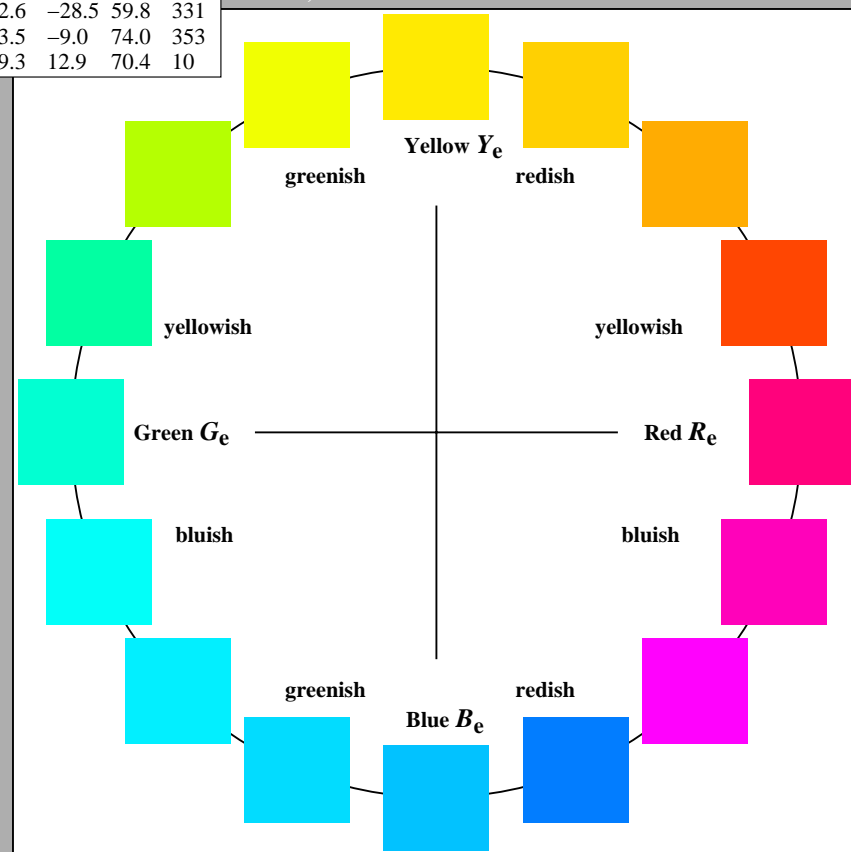 2.6 –28.5 59.8 331
3.5 –9.0 74.0 353
9.3 12.9 70.4 10
Yellow Ye
greenish redish
yellowish yellowish
Green Ge Red Re
bluish bluish
greenish redish
Blue Be